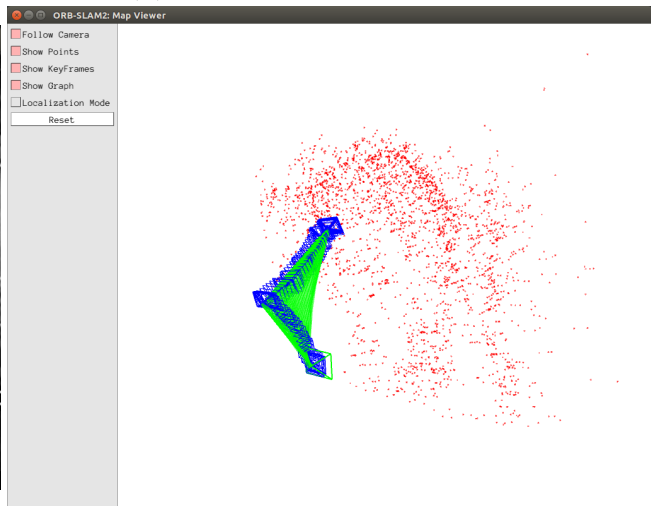 ORB-SLAM2: Map Viewer
Follow Camera
Show Points
Show KeyFrames
Show Graph
Localization Mode
Reset